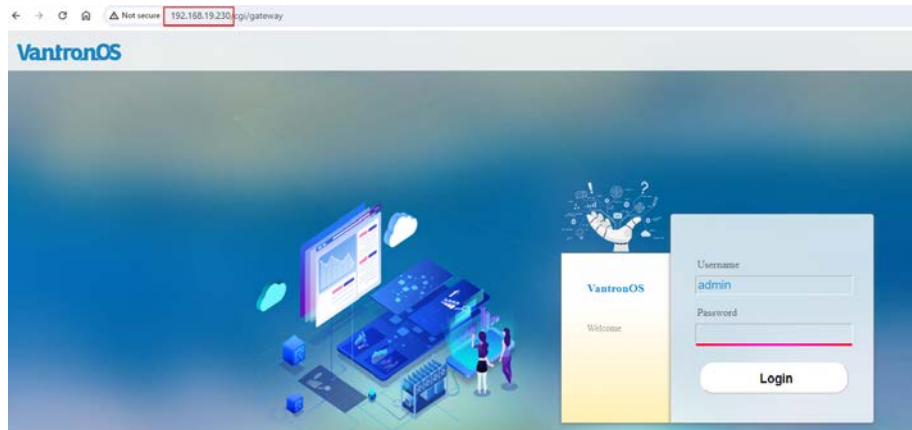 Not secure 192.168.19.230/cgi/gateway
VantronOS
Username
admin
VantronOS
Password
Welcome
Login